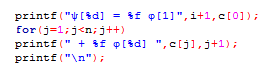 printf("ψ[%d] = %f φ[1]",i+1,c[0]);
for(j=1;j<n;j++)
printf(" + %f φ[%d] ",c[j],j+1);
printf("\n");